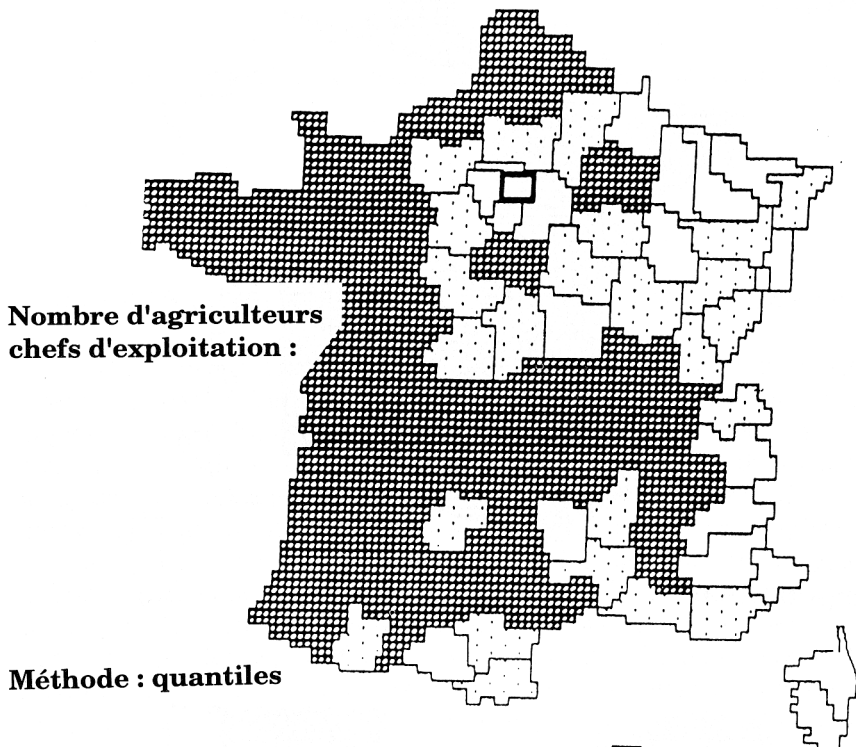 Nombre d'agriculteurs
chefs d'exploitation :
Méthode : quantiles